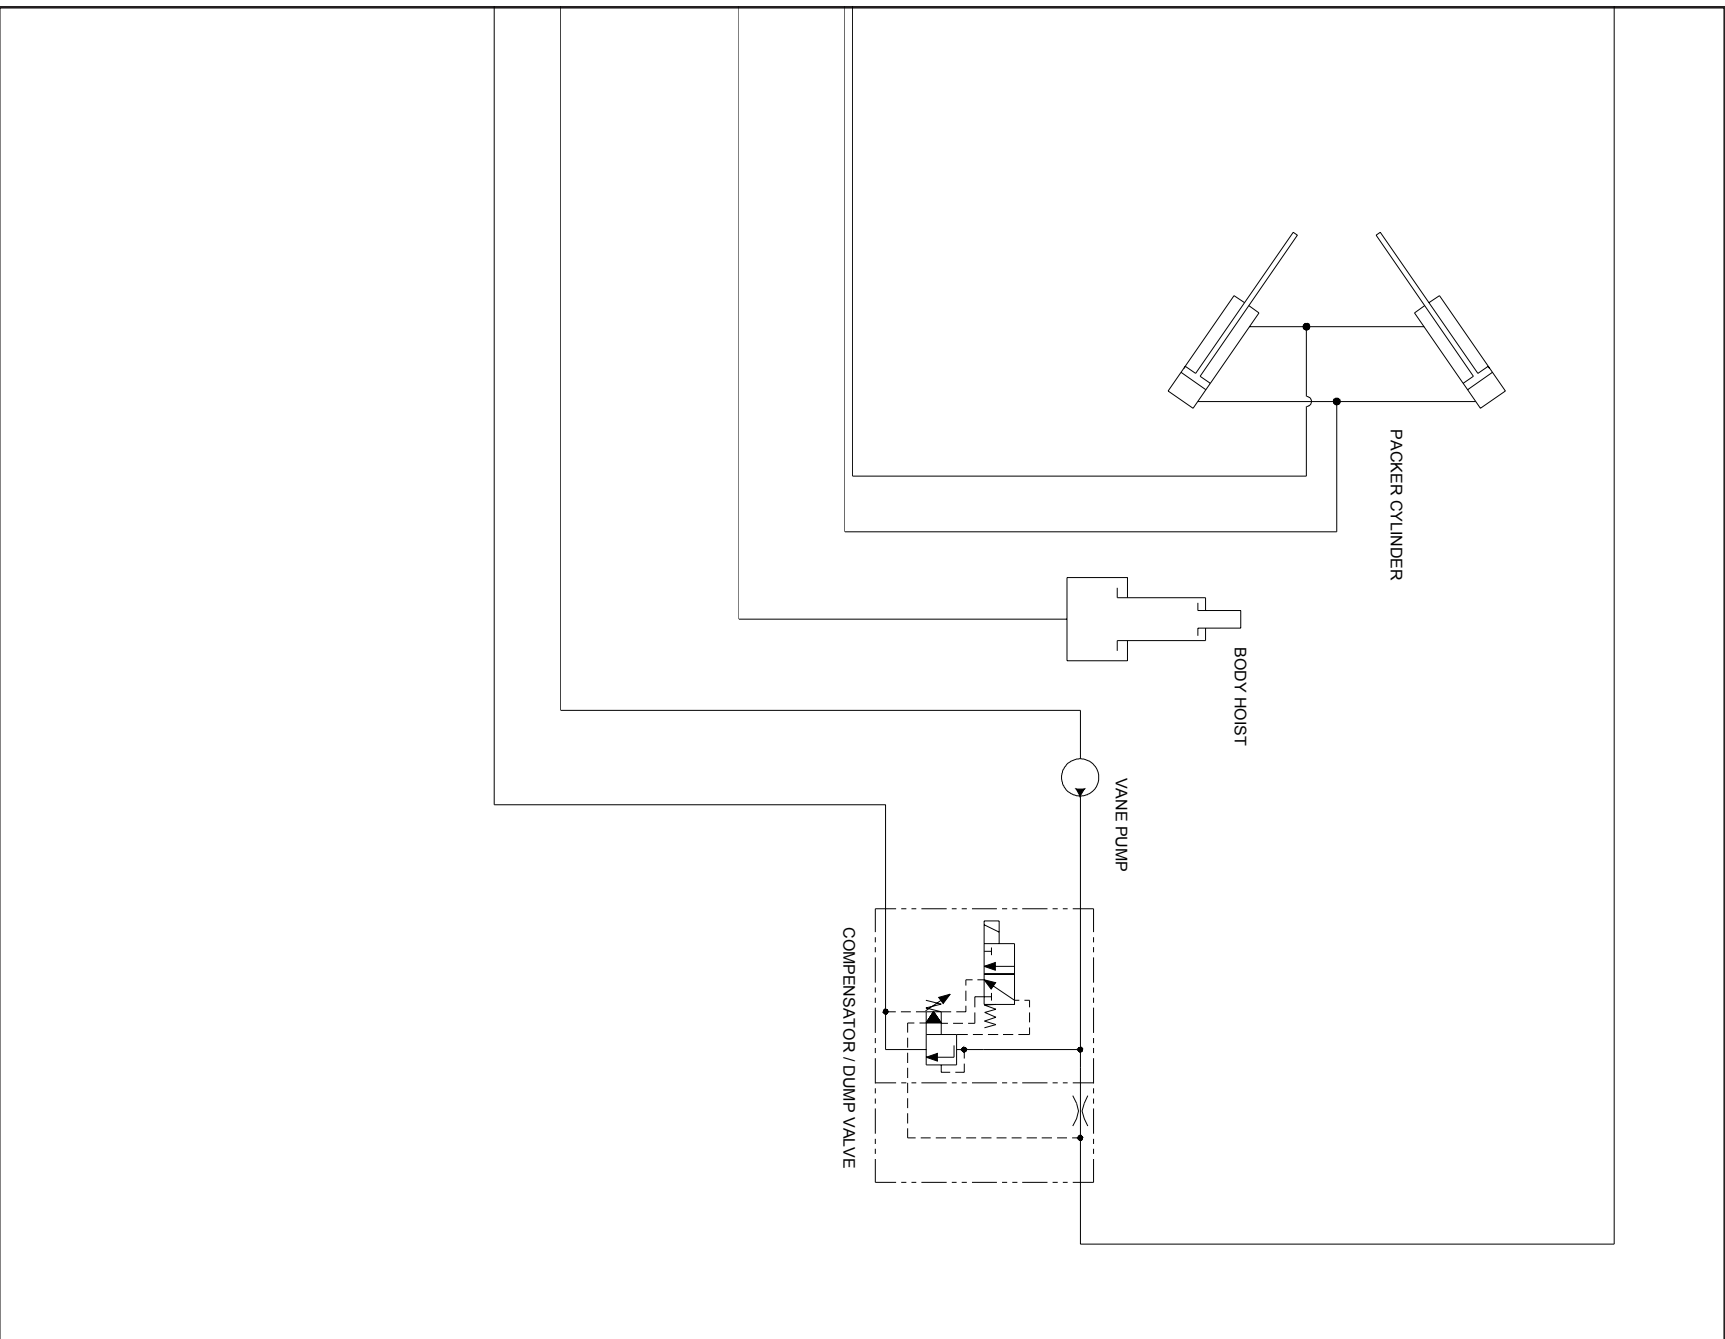 PACKER CYLINDER
BODY HOIST
VANE PUMP
COMPENSATOR / DUMP VALVE